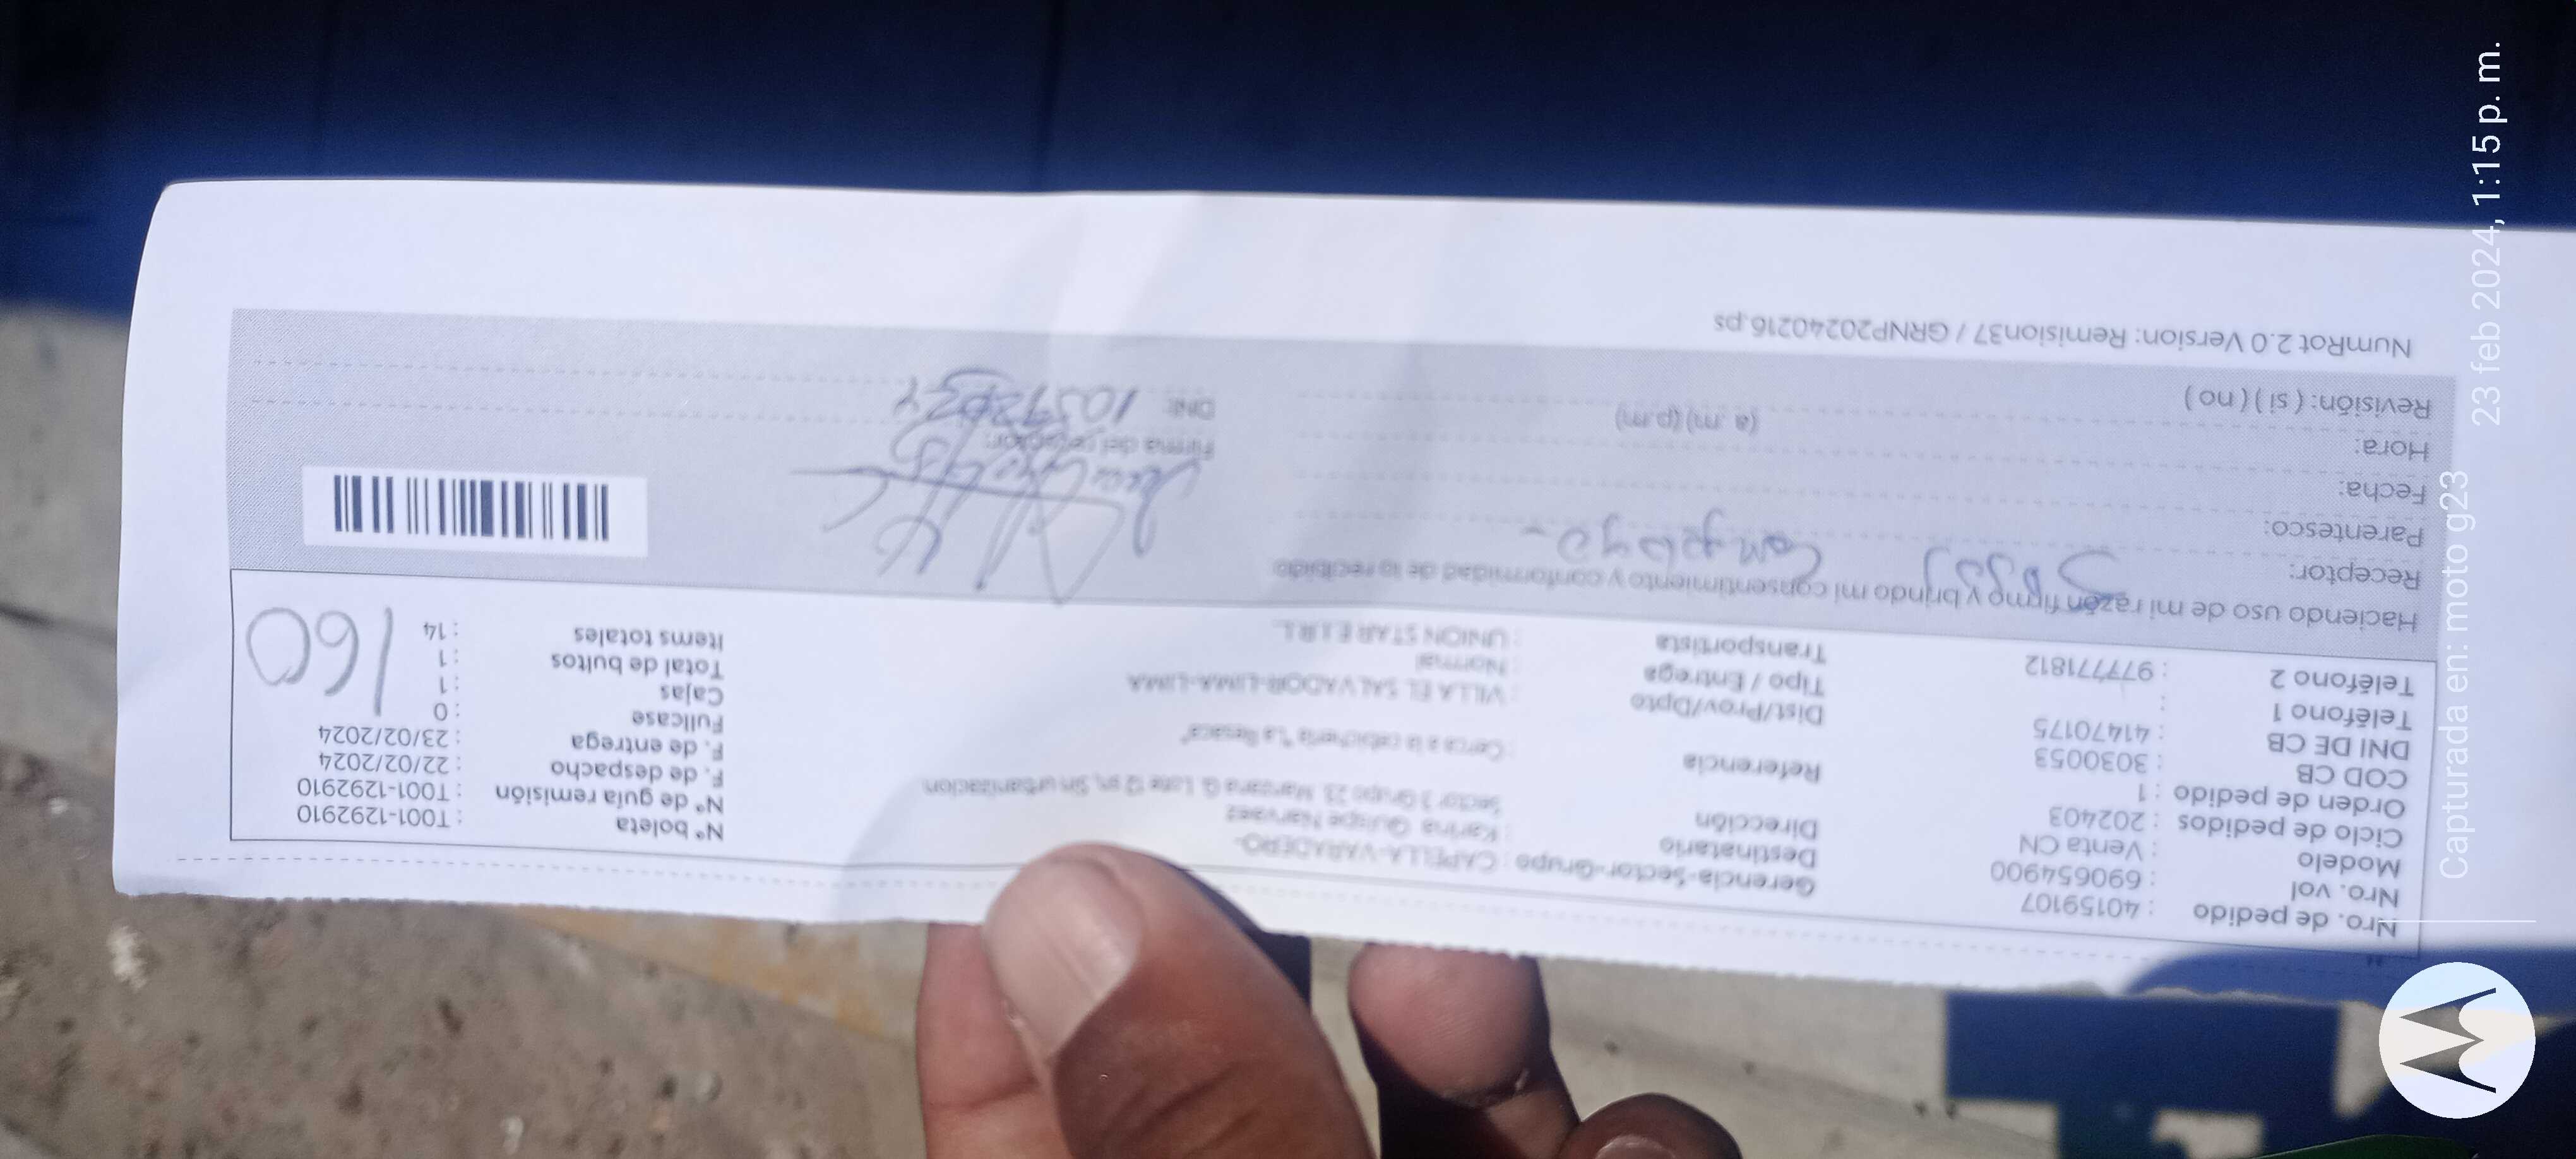 Nro. de pedido : 40159107
Nro. vol : 690654900
Modelo : Venta CN
Ciclo de pedidos : 202403
Orden de pedido : 1
COD CB : 3030053
DNI DE CB : 41470175
Teléfono 1 :
Teléfono 2 : 97771812
Gerencia-Sector-Grupo : CAPELLA-VARADERO-
Destinatario : Karina Quispe Narvaez
Dirección Sector 3 Grupo 23, Manzana G, Lote 12 sn, Sin urbanizacion
Referencia : Cerca a la cebicheria "La Resaca"
Dist/Prov/Dpto : VILLA EL SALVADOR-LIMA-LIMA
Tipo / Entrega : Normal
Transportista : UNION STAR E.I.R.L.
N° boleta : T001-1292910
N° de guía remisión : T001-1292910
F. de despacho : 22/02/2024
F. de entrega : 23/02/2024
Fullcase : 0
Cajas : 1
Total de bultos : 1
Items totales : 14
160
Haciendo uso de mi razón firmo y brindo mi consentimiento y conformidad de lo recibido
Receptor:
Parentesco:
Fecha:
Hora: (a. m) (p.m)
Revisión: ( si ) ( no )
Firma del receptor:
DNI:
NumRot 2.0 Version: Remision37 / GRNP20240216.ps
Capturada en: moto g23
23 feb 2024, 1:15 p. m.